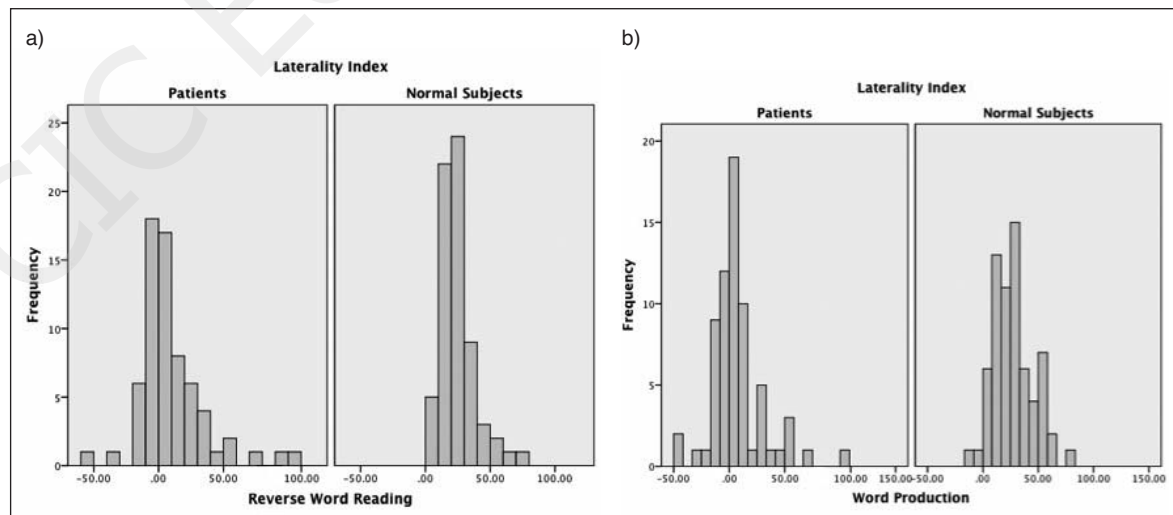 a)
Laterality Index
Patients Normal Subjects
25
20
15
10
5
0
Frequency
-50.00 .00 50.00 100.00 -50.00 .00 50.00 100.00
Reverse Word Reading
b)
Laterality Index
Patients Normal Subjects
20
15
10
5
0
Frequency
-50.00 .00 50.00 100.00 150.00 -50.00 .00 50.00 100.00 150.00
Word Production
CIC E